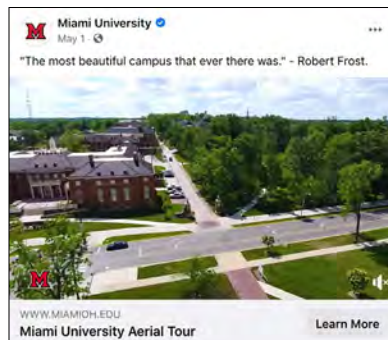 M
Miami University
May 1 ·
"The most beautiful campus that ever there was." - Robert Frost.
M
WWW.MIAMIOH.EDU
Miami University Aerial Tour
Learn More